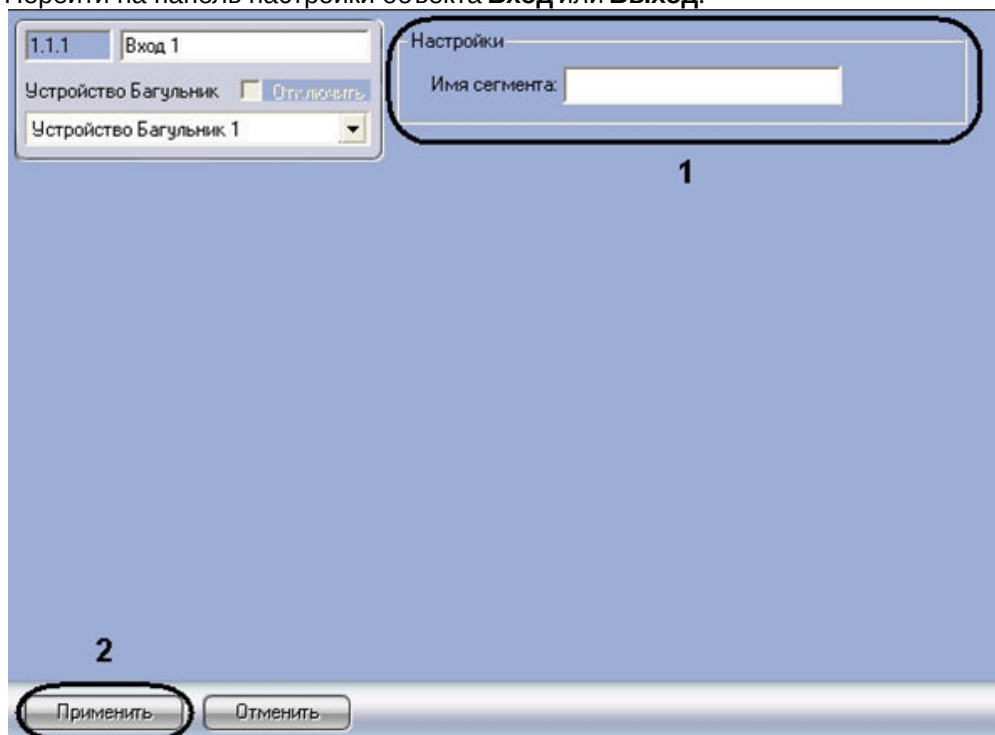 Перейти на панель настройки объекта Вход или Выход.
1.1.1 Вход 1
Настройки
Имя сегмента:
Устройство Багульник Отключить
Устройство Багульник 1
1
2
Применить Отменить